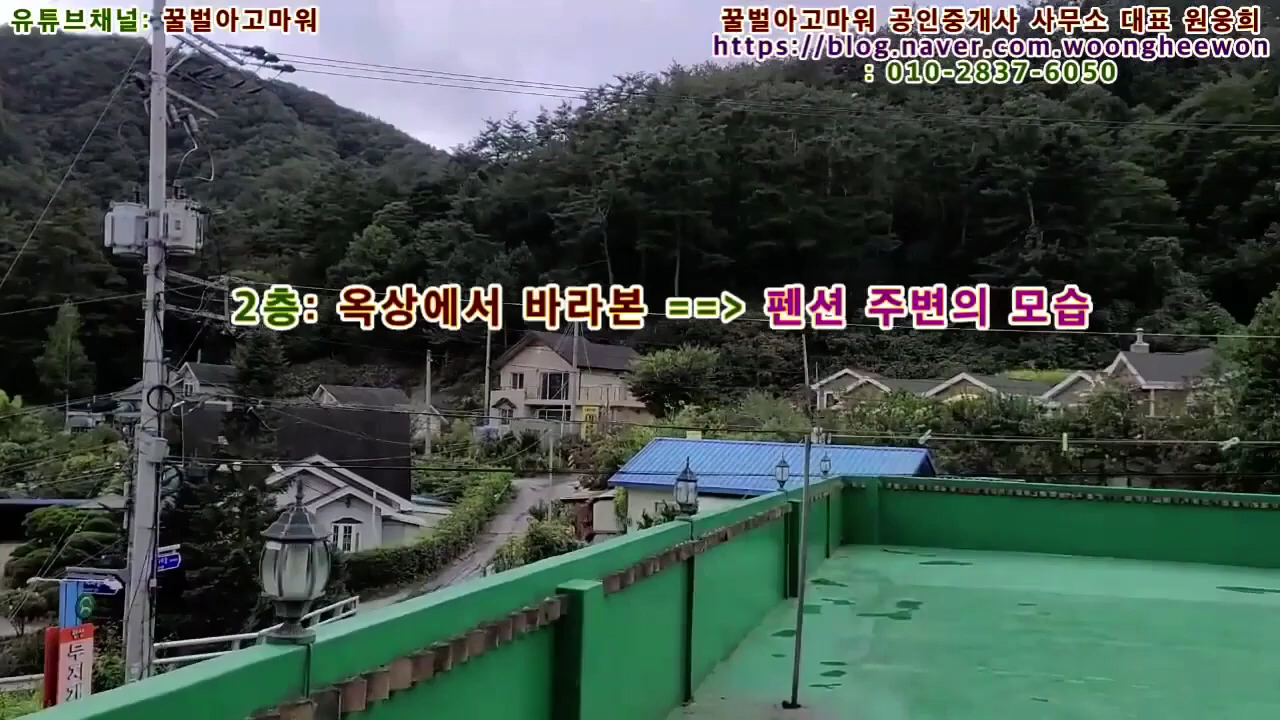 유튜브채널: 꿀벌아고마워
꿀벌아고마워 공인중개사 사무소 대표 원웅희
https://blog.naver.com.woongheewon
: 010-2837-6050
2층: 옥상에서 바라본 ==> 펜션 주변의 모습